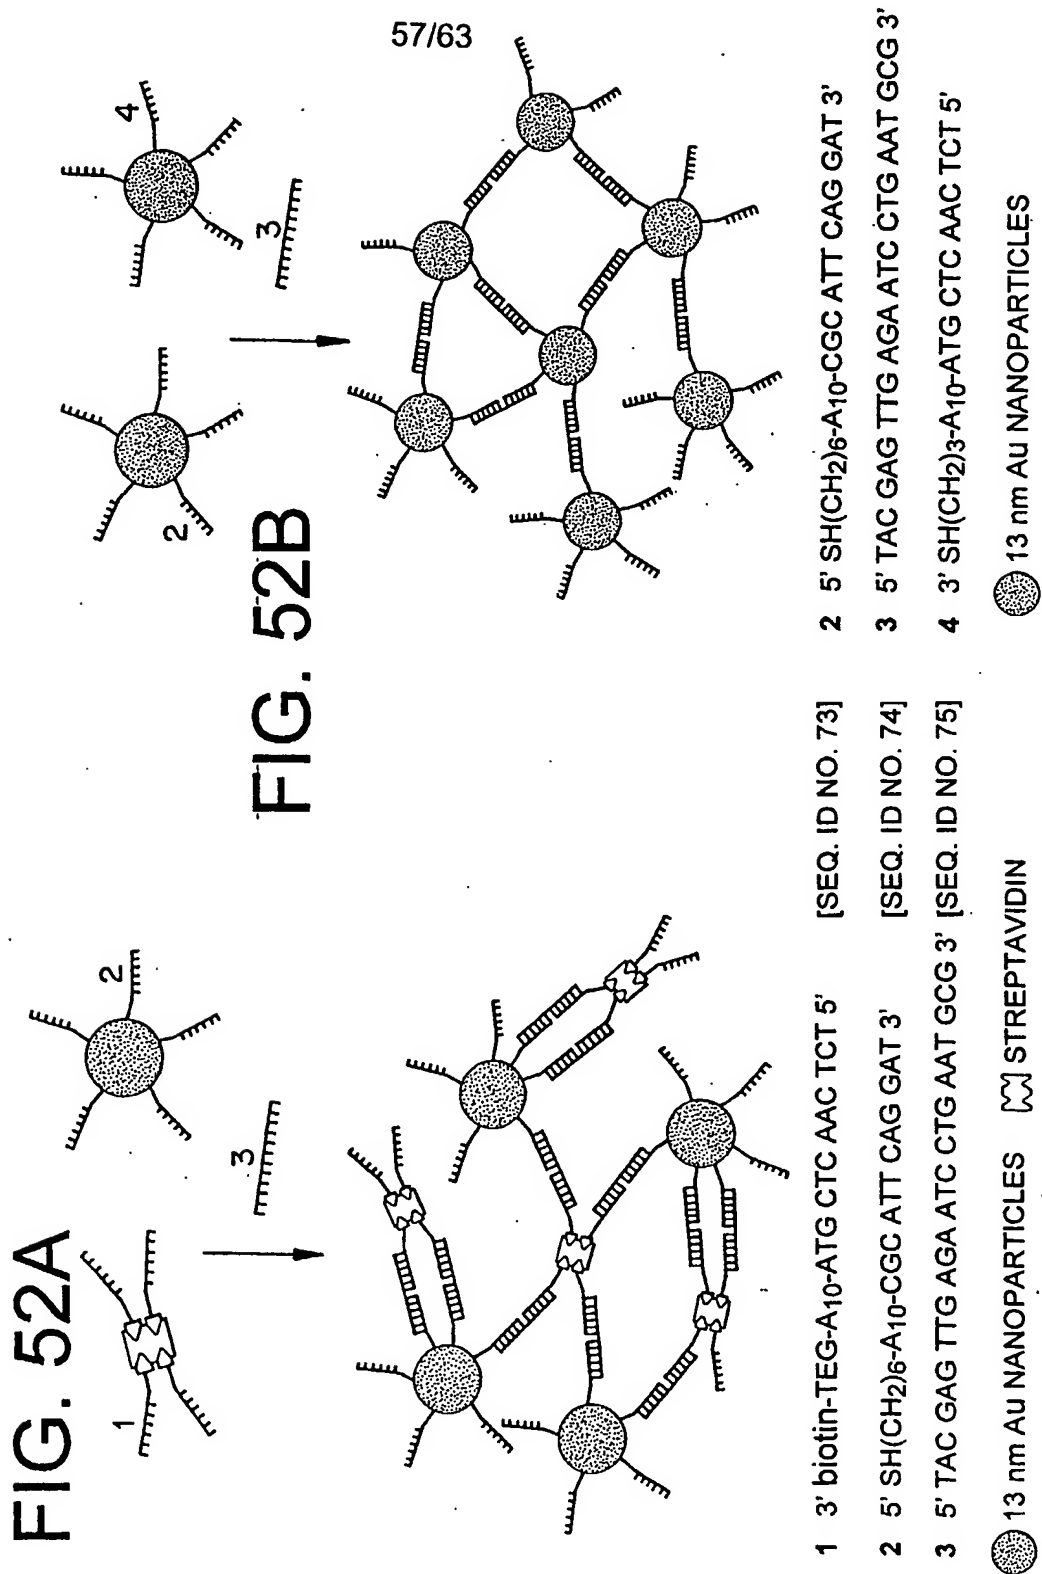 57/63
FIG. 52A
1
2
3
1 3' biotin-TEG-A10-ATG CTC AAC TCT 5' [SEQ. ID NO. 73]
2 5' SH(CH2)6-A10-CGC ATT CAG GAT 3' [SEQ. ID NO. 74]
3 5' TAC GAG TTG AGA ATC CTG AAT GCG 3' [SEQ. ID NO. 75]
13 nm Au NANOPARTICLES STREPTAVIDIN
FIG. 52B
2
4
3
2 5' SH(CH2)6-A10-CGC ATT CAG GAT 3'
3 5' TAC GAG TTG AGA ATC CTG AAT GCG 3'
4 3' SH(CH2)3-A10-ATG CTC AAC TCT 5'
13 nm Au NANOPARTICLES